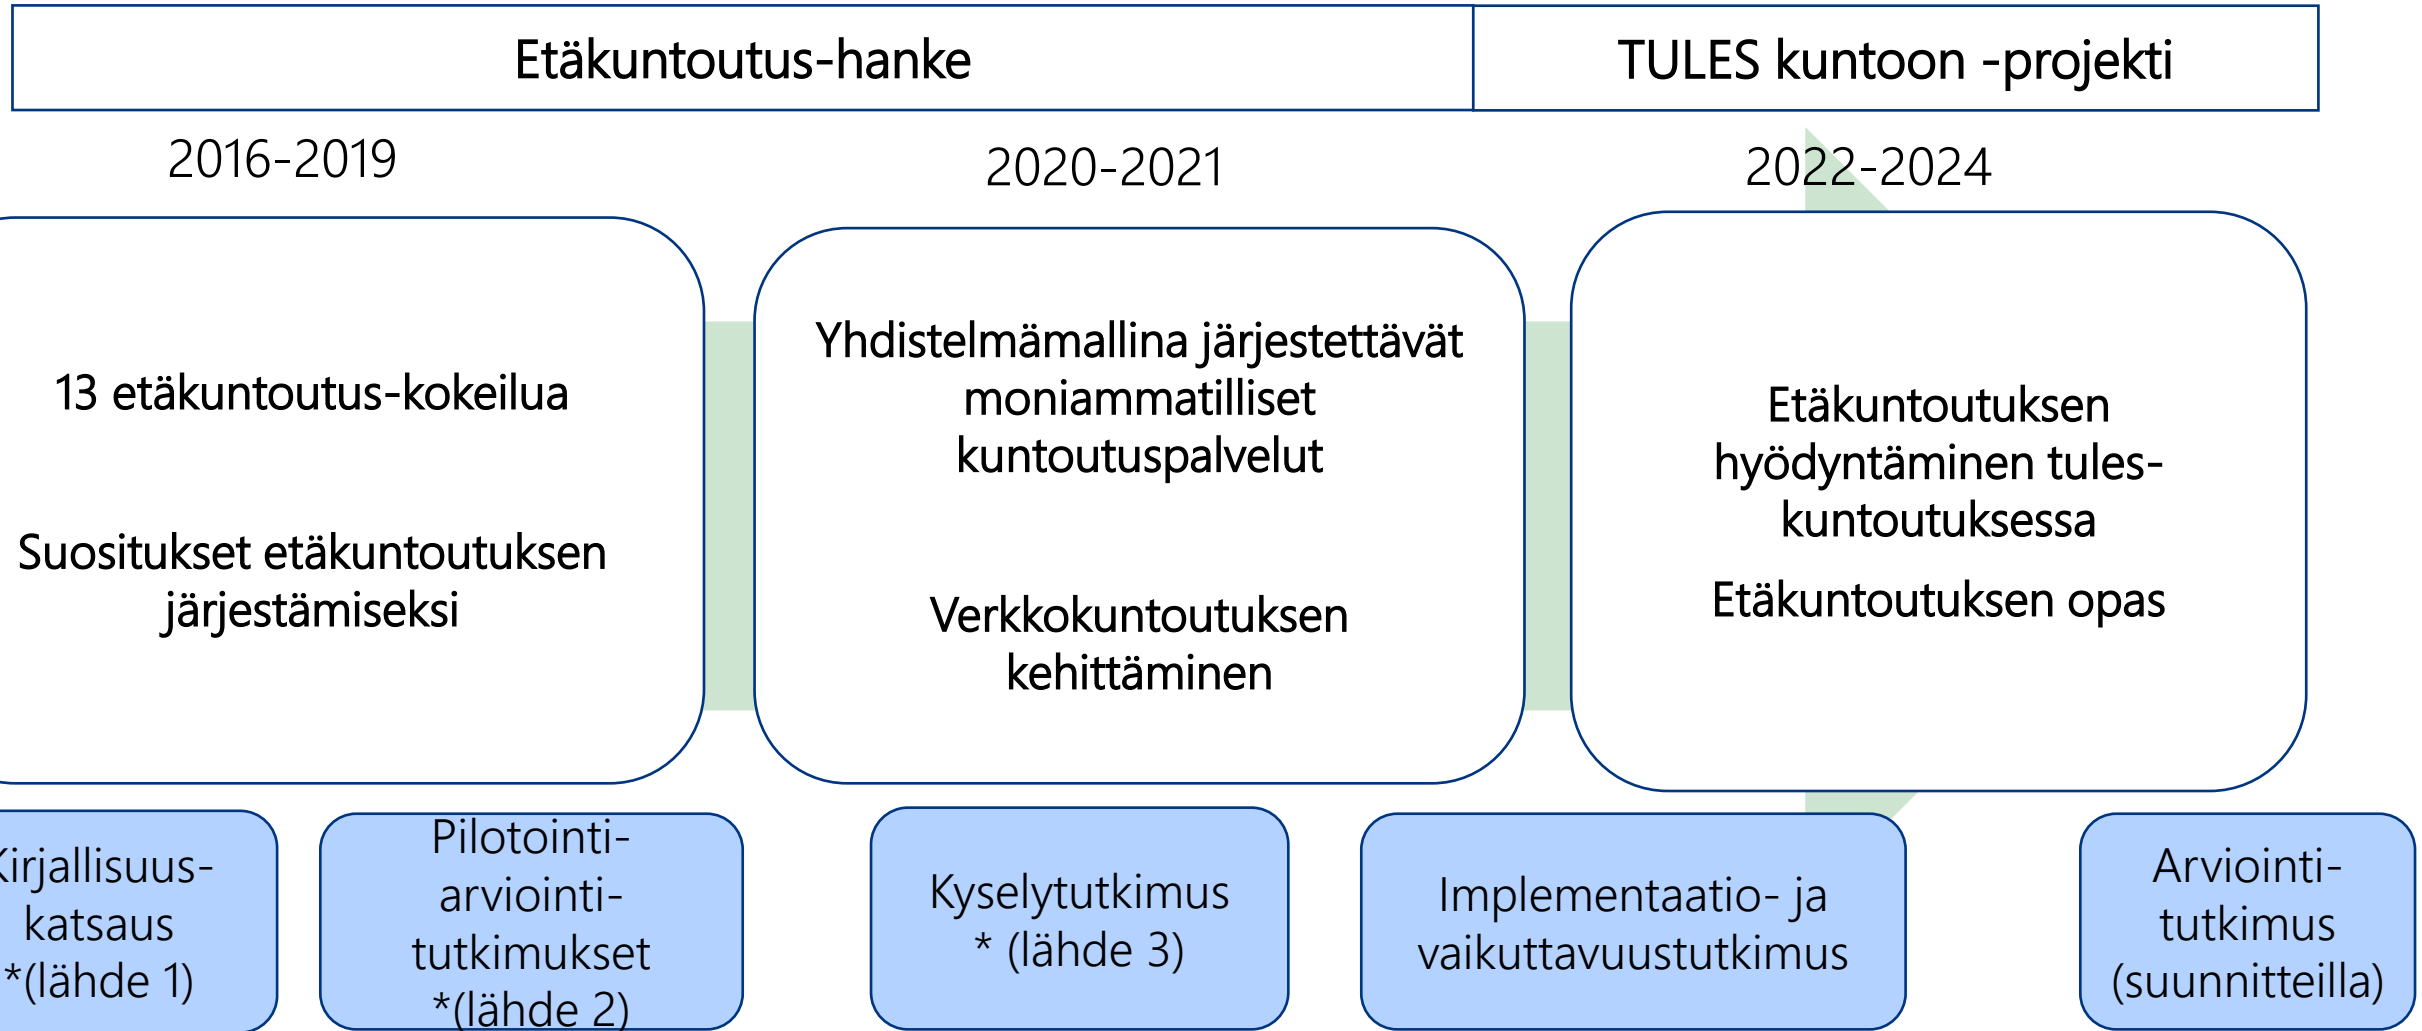 Etäkuntoutus-hanke
TULES kuntoon -projekti
2016-2019
2020-2021
2022-2024
13 etäkuntoutus-kokeilua
Suositukset etäkuntoutuksen
järjestämiseksi
Yhdistelmämallina järjestettävät
moniammatilliset
kuntoutuspalvelut
Verkkokuntoutuksen
kehittäminen
Etäkuntoutuksen
hyödyntäminen tules-
kuntoutuksessa
Etäkuntoutuksen opas
Kirjallisuus-
katsaus
*(lähde 1)
Pilotointi-
arviointi-
tutkimukset
*(lähde 2)
Kyselytutkimus
* (lähde 3)
Implementaatio- ja
vaikuttavuustutkimus
Arviointi-
tutkimus
(suunnitteilla)